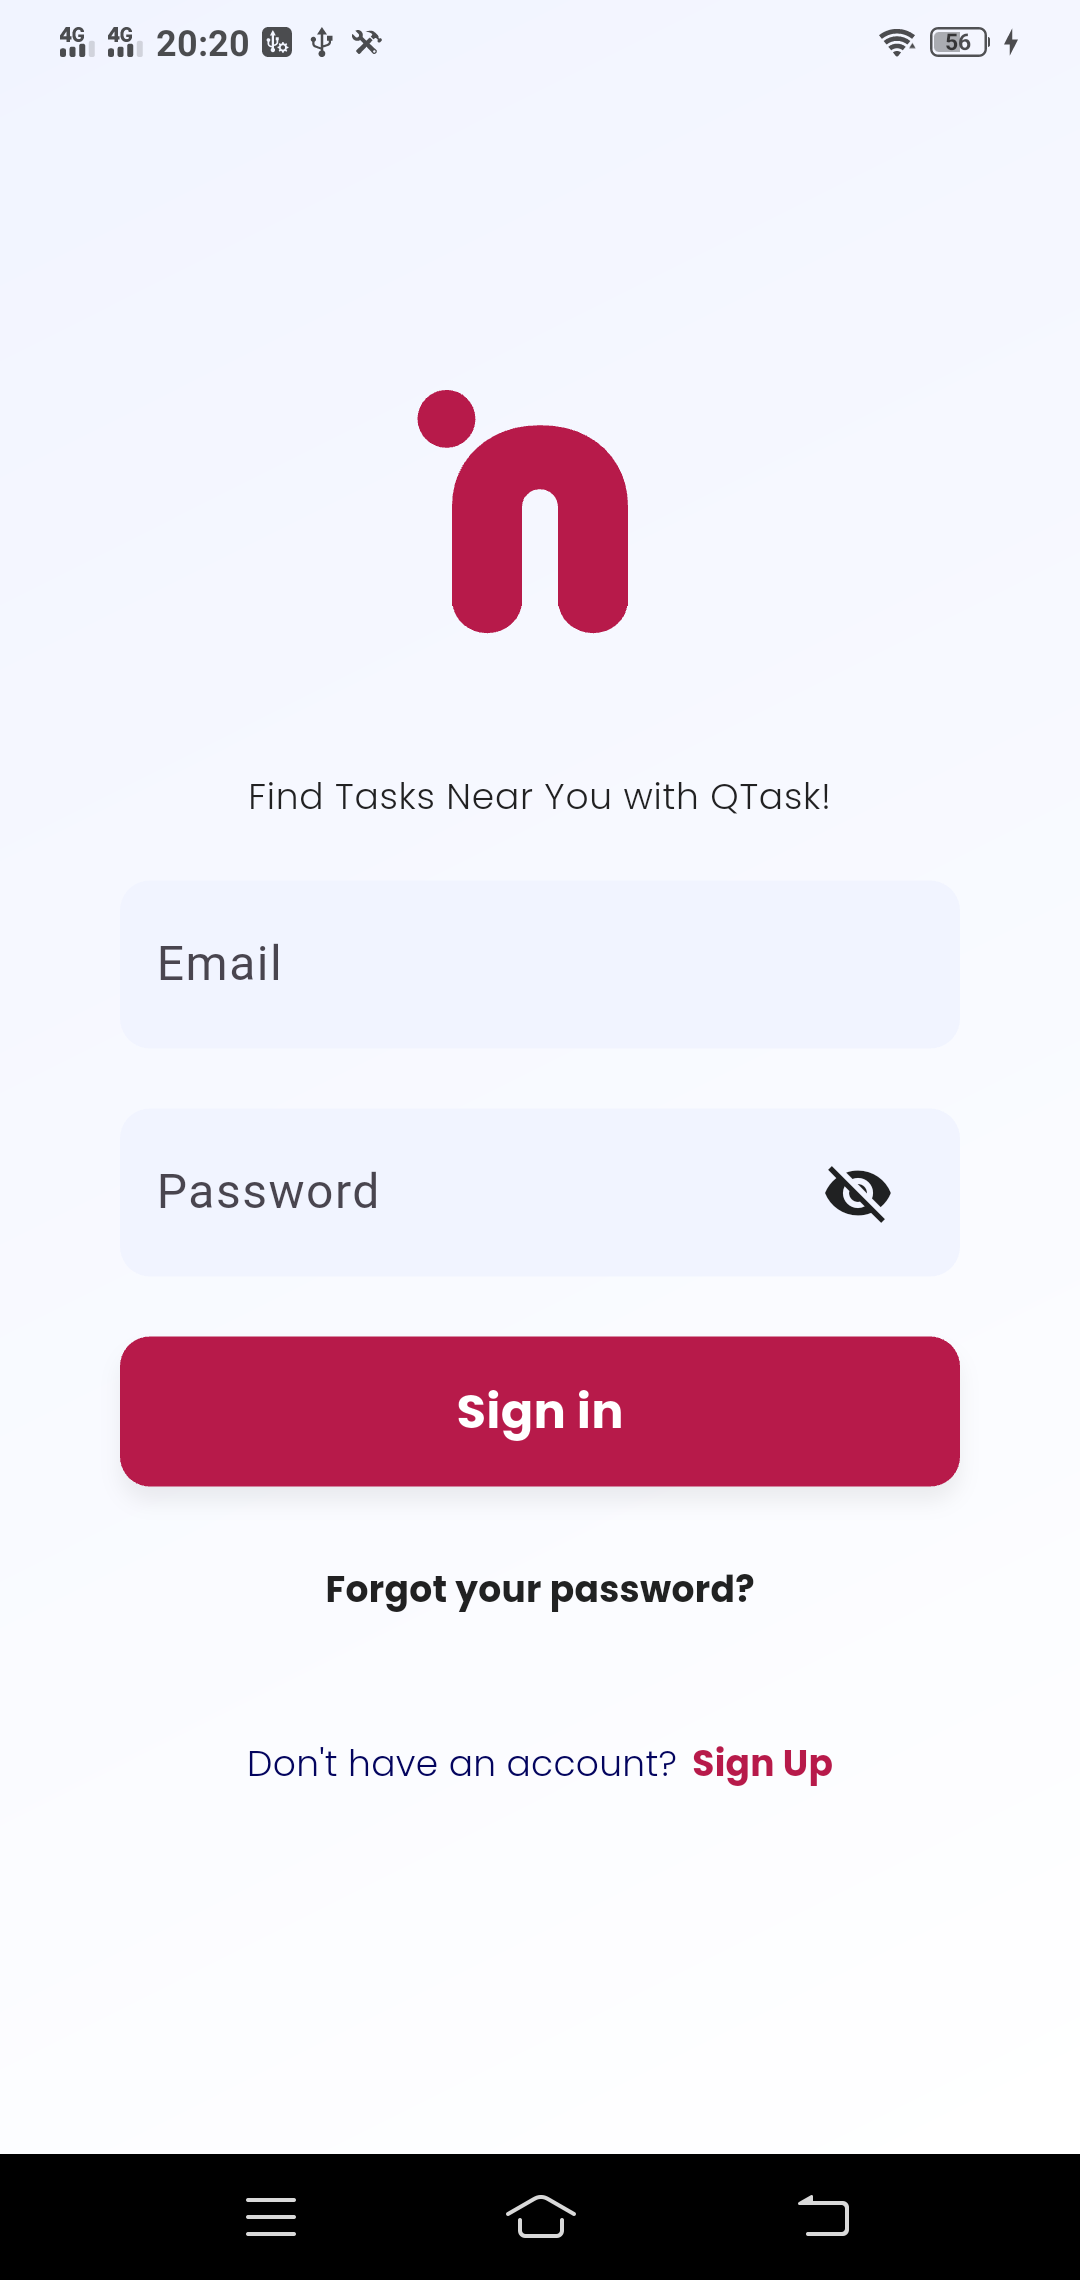 4G 4G 20:20 56
Find Tasks Near You with QTask!
Email
Password
Sign in
Forgot your password?
Don't have an account? Sign Up